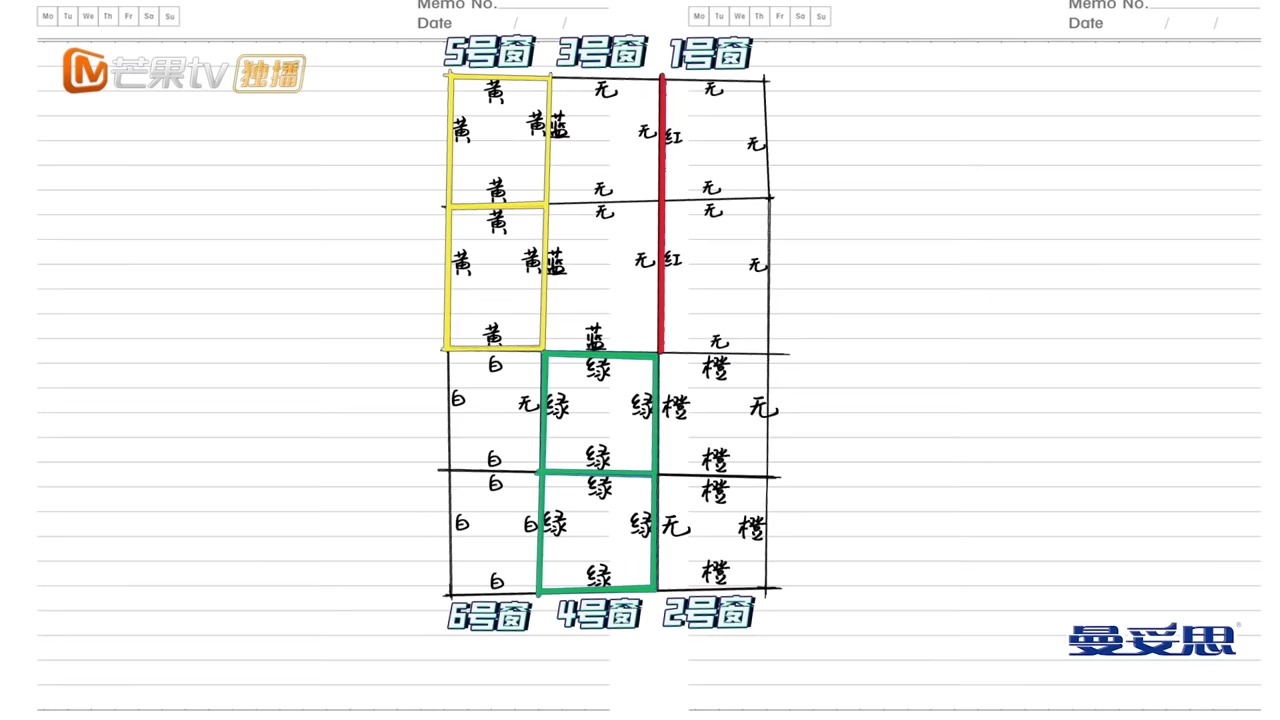 Mo Tu We Th Fr Sa Su
Memo No.
Date / /
Mo Tu We Th Fr Sa Su
Memo No.
Date / /
芒果tv 独播
5号窗 3号窗 1号窗
黄 无 无
黄 黄 蓝 无 红 无
黄 无 无
黄 无 无
黄 黄 蓝 无 红 无
黄 蓝 无
白 绿 橙
白 无 绿 绿 橙 无
白 绿 橙
白 绿 橙
白 白 绿 绿 无 橙
白 绿 橙
6号窗 4号窗 2号窗
曼妥思®